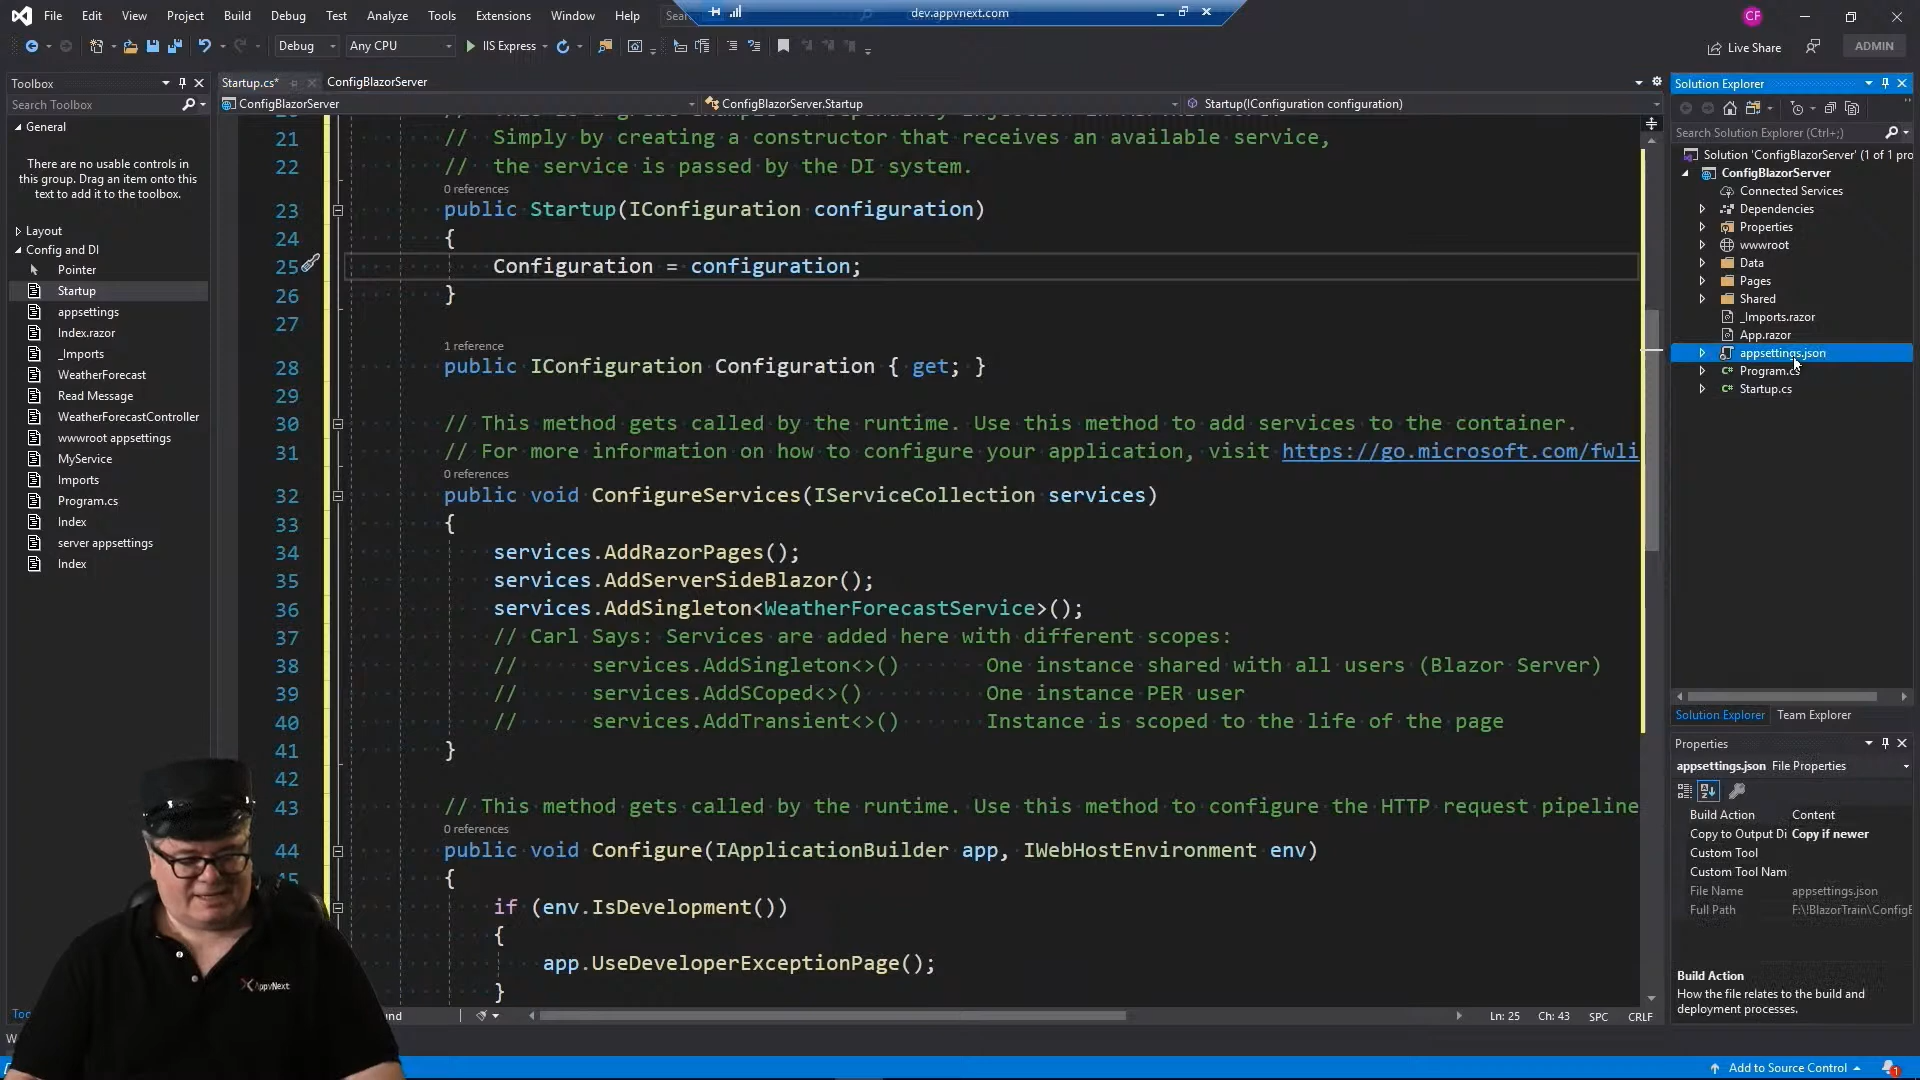 File Edit View Project Build Debug Test Analyze Tools Extensions Window Help
dev.appvnext.com
CF
Debug Any CPU IIS Express
Live Share ADMIN
Toolbox
Search Toolbox
General
There are no usable controls in
this group. Drag an item onto this
text to add it to the toolbox.
Layout
Config and DI
Pointer
Startup
appsettings
Index.razor
_Imports
WeatherForecast
Read Message
WeatherForecastController
wwwroot appsettings
MyService
Imports
Program.cs
Index
server appsettings
Index
Startup.cs* ConfigBlazorServer
ConfigBlazorServer ConfigBlazorServer.Startup Startup(IConfiguration configuration)
21 // Simply by creating a constructor that receives an available service,
22 // the service is passed by the DI system.
0 references
23 public Startup(IConfiguration configuration)
24 {
25 Configuration = configuration;
26 }
27
1 reference
28 public IConfiguration Configuration { get; }
29
30 // This method gets called by the runtime. Use this method to add services to the container.
31 // For more information on how to configure your application, visit https://go.microsoft.com/fwli
0 references
32 public void ConfigureServices(IServiceCollection services)
33 {
34 services.AddRazorPages();
35 services.AddServerSideBlazor();
36 services.AddSingleton<WeatherForecastService>();
37 // Carl Says: Services are added here with different scopes:
38 // services.AddSingleton<>() One instance shared with all users (Blazor Server)
39 // services.AddSCoped<>() One instance PER user
40 // services.AddTransient<>() Instance is scoped to the life of the page
41 }
42
43 // This method gets called by the runtime. Use this method to configure the HTTP request pipeline
0 references
44 public void Configure(IApplicationBuilder app, IWebHostEnvironment env)
45 {
if (env.IsDevelopment())
{
app.UseDeveloperExceptionPage();
}
Ln: 25 Ch: 43 SPC CRLF
Solution Explorer
Search Solution Explorer (Ctrl+;)
Solution 'ConfigBlazorServer' (1 of 1 pro
ConfigBlazorServer
Connected Services
Dependencies
Properties
wwwroot
Data
Pages
Shared
_Imports.razor
App.razor
appsettings.json
Program.cs
Startup.cs
Solution Explorer Team Explorer
Properties
appsettings.json File Properties
Build Action Content
Copy to Output Di Copy if newer
Custom Tool
Custom Tool Nam
File Name appsettings.json
Full Path F:\!BlazorTrain\ConfigB
Build Action
How the file relates to the build and
deployment processes.
AppvNext
Add to Source Control
1